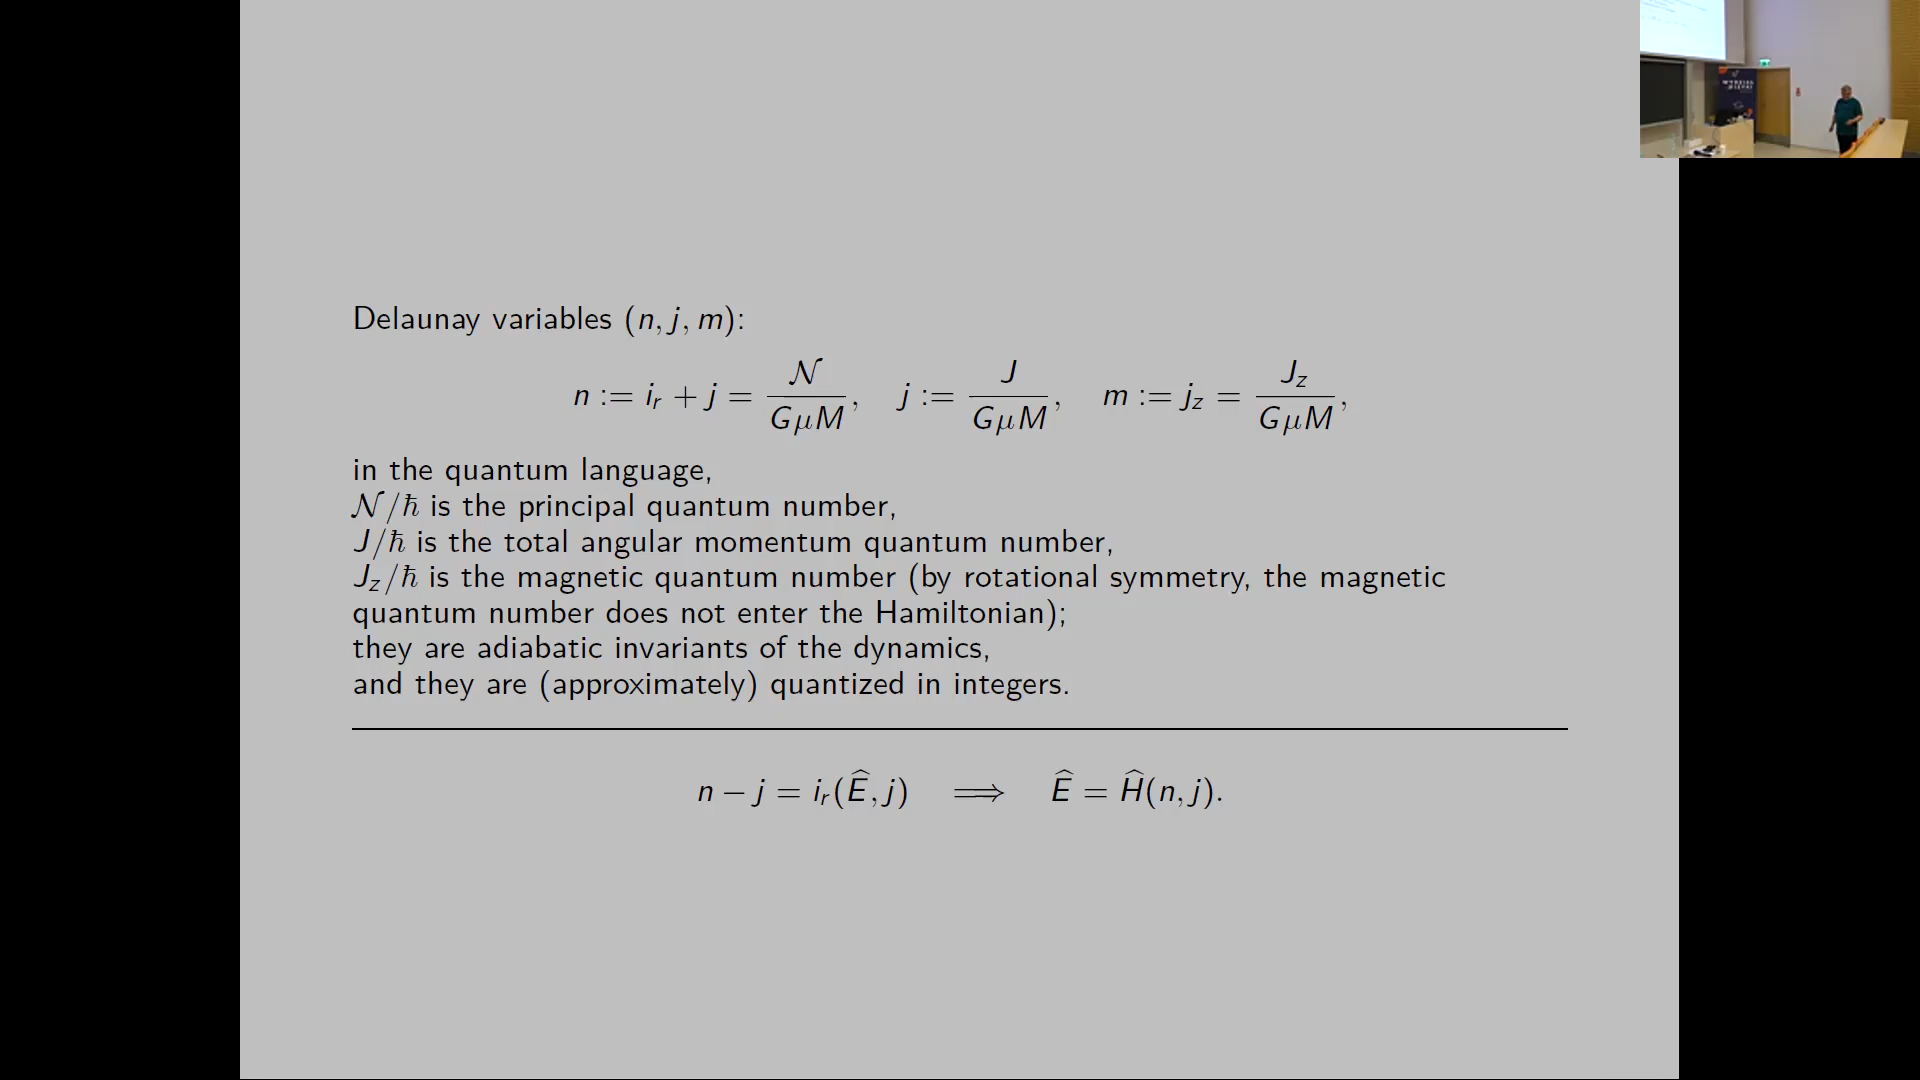 Delaunay variables (n, j, m):
n := i_r + j = 𝒩 / GμM, j := J / GμM, m := j_z = J_z / GμM,
in the quantum language,
𝒩/ħ is the principal quantum number,
J/ħ is the total angular momentum quantum number,
J_z/ħ is the magnetic quantum number (by rotational symmetry, the magnetic
quantum number does not enter the Hamiltonian);
they are adiabatic invariants of the dynamics,
and they are (approximately) quantized in integers.
n − j = i_r(Ê, j) ⟹ Ê = Ĥ(n, j).